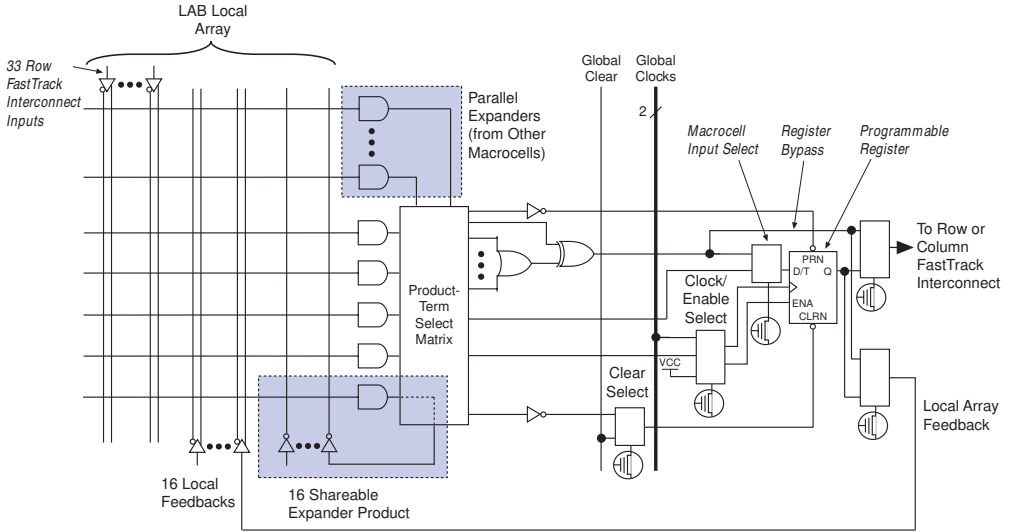 LAB Local
Array
33 Row
FastTrack
Interconnect
Inputs
Parallel
Expanders
(from Other
Macrocells)
Global
Clear
Global
Clocks
2
Macrocell
Input Select
Register
Bypass
Programmable
Register
To Row or
Column
FastTrack
Interconnect
PRN
D/T Q
ENA
CLRN
Product-
Term
Select
Matrix
Clock/
Enable
Select
VCC
Clear
Select
Local Array
Feedback
16 Local
Feedbacks
16 Shareable
Expander Product